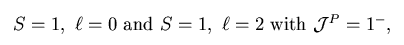 S = 1, ℓ = 0 and S = 1, ℓ = 2 with 𝒥^P = 1^−,